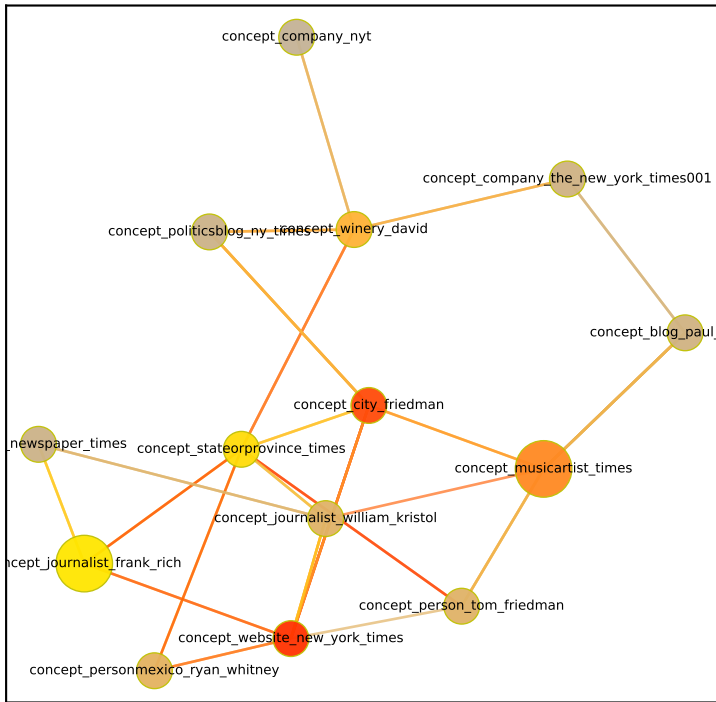 concept_company_nyt
concept_company_the_new_york_times001
concept_politicsblog_ny_times
concept_winery_david
concept_blog_paul_
concept_city_friedman
_newspaper_times
concept_stateorprovince_times
concept_musicartist_times
concept_journalist_william_kristol
ncept_journalist_frank_rich
concept_person_tom_friedman
concept_website_new_york_times
concept_personmexico_ryan_whitney